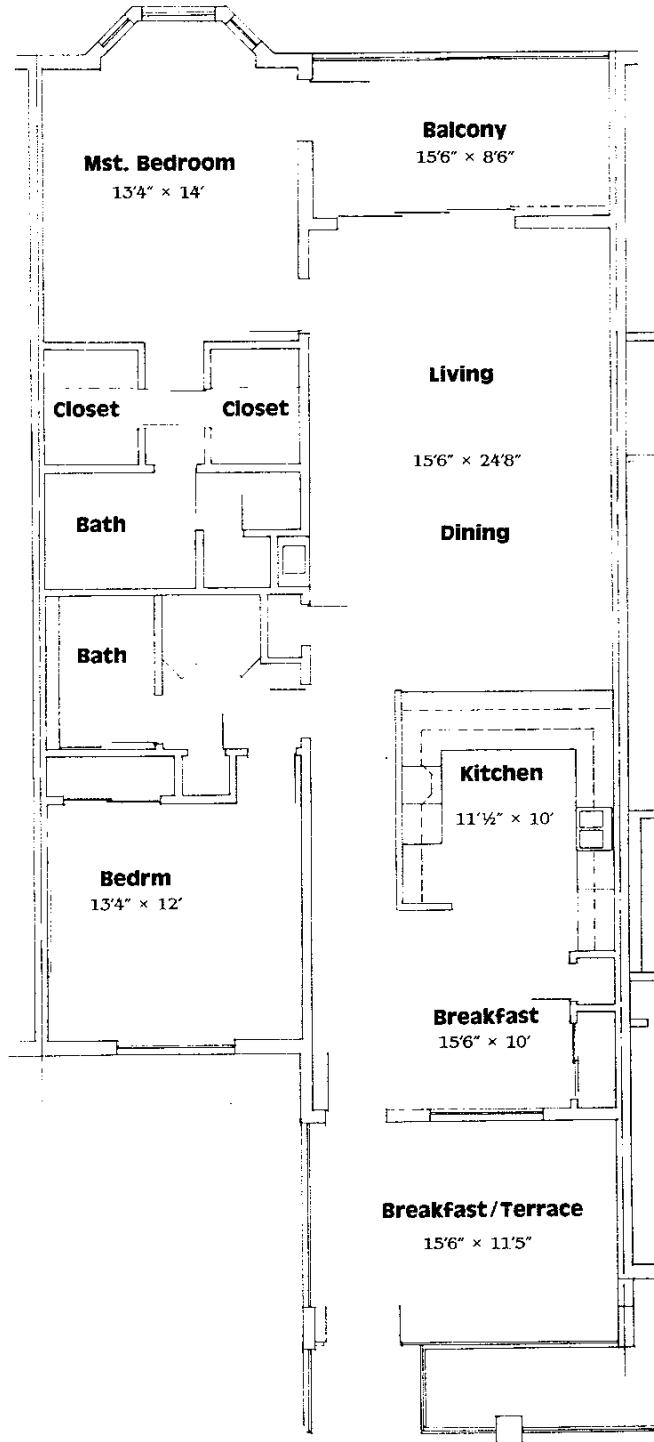 Balcony
15'6" × 8'6"
Mst. Bedroom
13'4" × 14'
Living
15'6" × 24'8"
Dining
Closet
Closet
Bath
Bath
Kitchen
11'½" × 10'
Bedrm
13'4" × 12'
Breakfast
15'6" × 10'
Breakfast/Terrace
15'6" × 11'5"